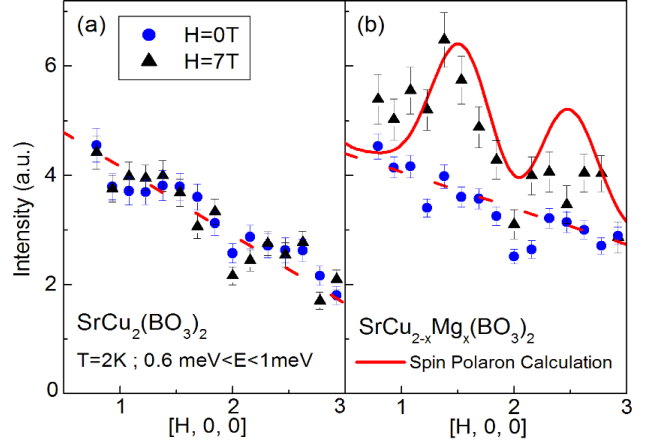 (a)
H=0T
H=7T
(b)
6
4
2
0
Intensity (a.u.)
SrCu2(BO3)2
T=2K ; 0.6 meV<E<1meV
SrCu2-xMgx(BO3)2
Spin Polaron Calculation
1 2 3
1 2 3
[H, 0, 0]
[H, 0, 0]